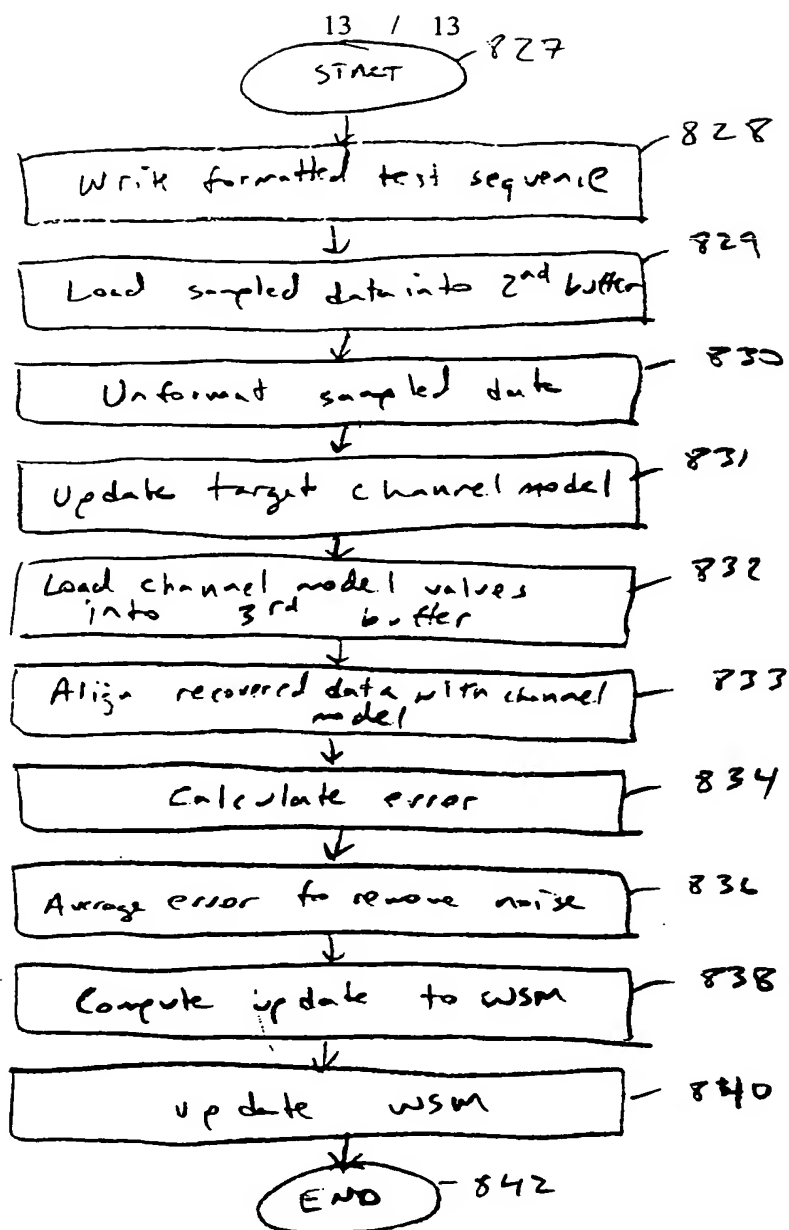 13 / 13
START
827
828
Write formatted test sequence
829
Load sampled data into 2nd buffer
830
Unformat sampled data
831
Update target channel model
832
Load channel model values
into 3rd buffer
833
Align recovered data with channel
model
834
Calculate error
836
Average error to remove noise
838
Compute update to WSM
840
update WSM
END
842